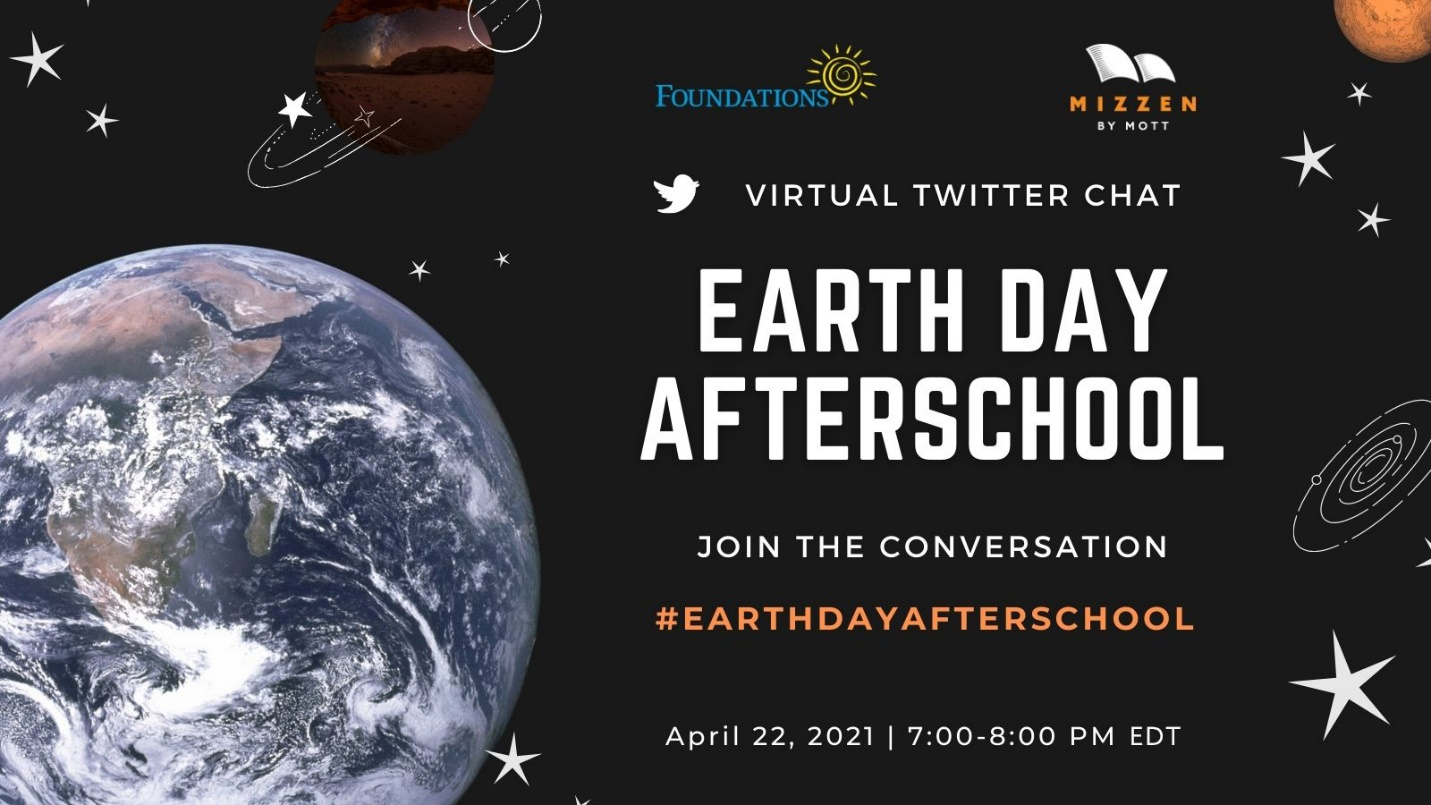 FOUNDATIONS
MIZZEN
BY MOTT
VIRTUAL TWITTER CHAT
EARTH DAY
AFTERSCHOOL
JOIN THE CONVERSATION
#EARTHDAYAFTERSCHOOL
April 22, 2021 | 7:00-8:00 PM EDT